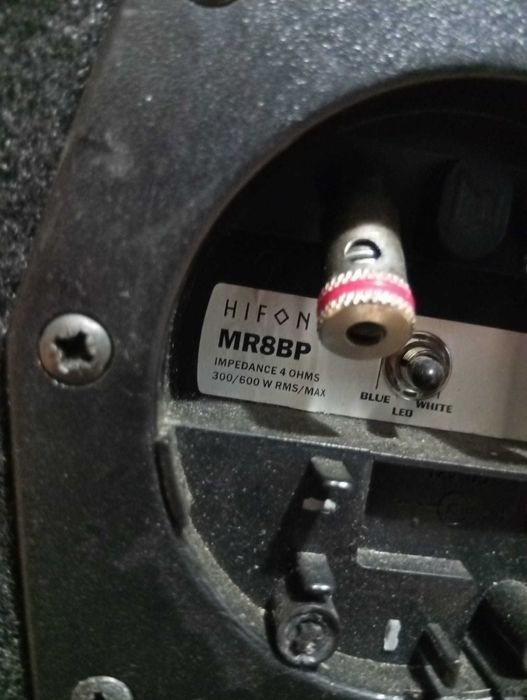 HIFON
MR8BP
IMPEDANCE 4 OHMS
300/600 W RMS/MAX
BLUE WHITE
LED